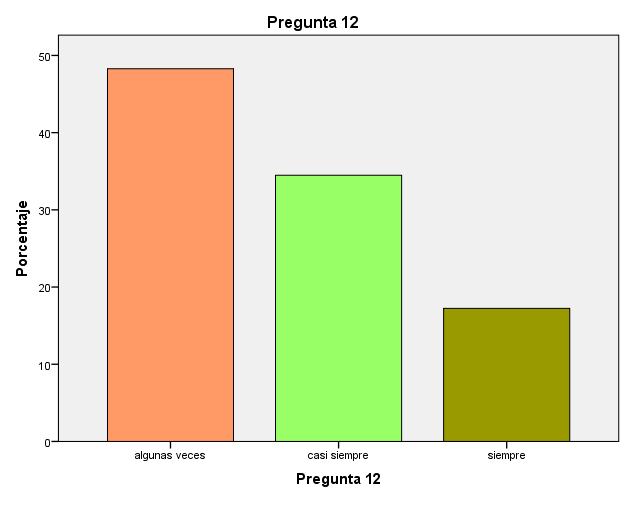 Pregunta 12
Porcentaje
50
40
30
20
10
0
algunas veces
casi siempre
siempre
Pregunta 12